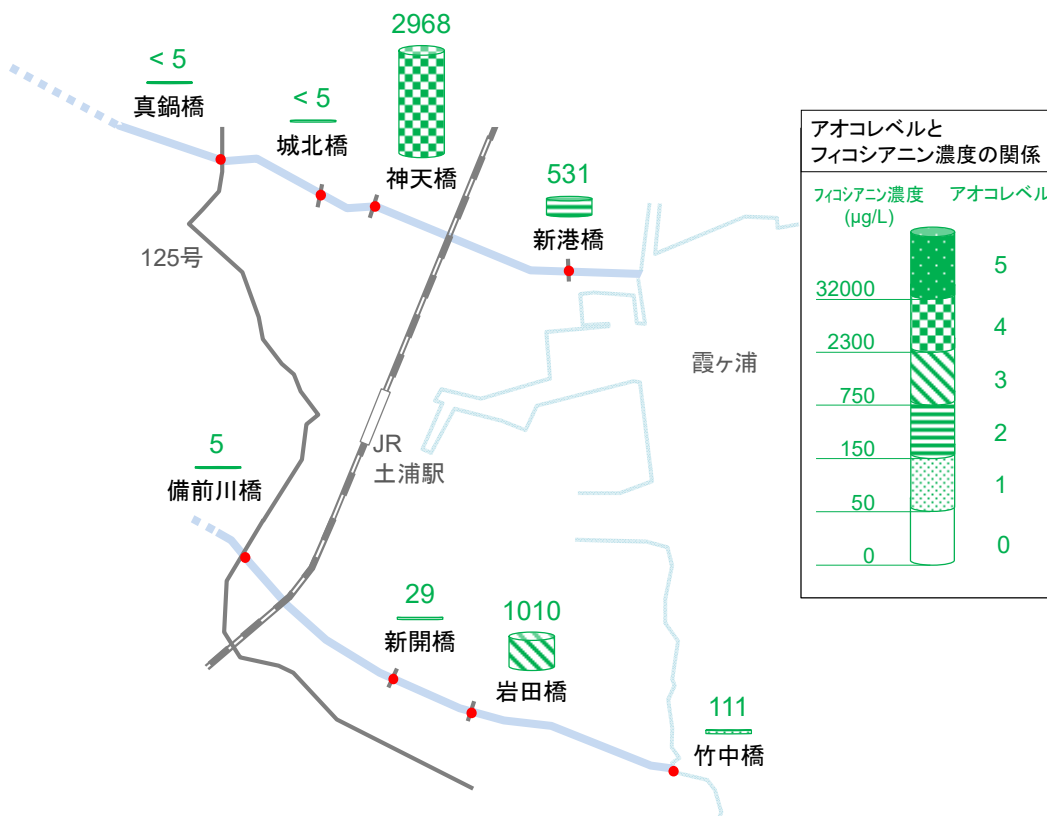 2968
< 5
真鍋橋
< 5
城北橋
神天橋
531
新港橋
125号
霞ヶ浦
JR
土浦駅
5
備前川橋
29
新開橋
1010
岩田橋
111
竹中橋
アオコレベルと
フィコシアニン濃度の関係
フィコシアニン濃度 アオコレベル
(µg/L)
5
32000
4
2300
3
750
2
150
1
50
0
0